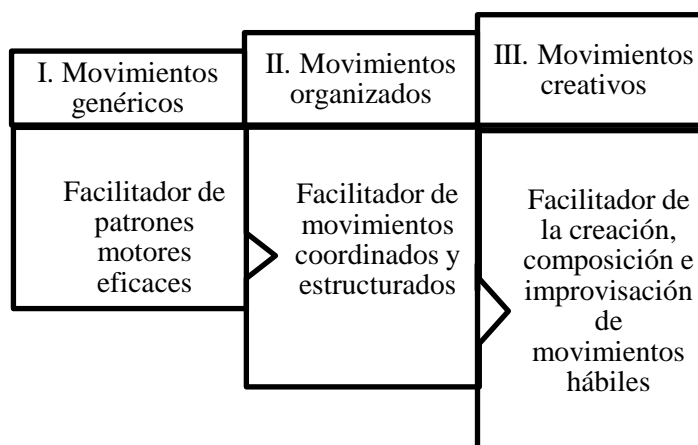 I. Movimientos
genéricos
II. Movimientos
organizados
III. Movimientos
creativos
Facilitador de
patrones
motores
eficaces
Facilitador de
movimientos
coordinados y
estructurados
Facilitador de
la creación,
composición e
improvisación
de
movimientos
hábiles